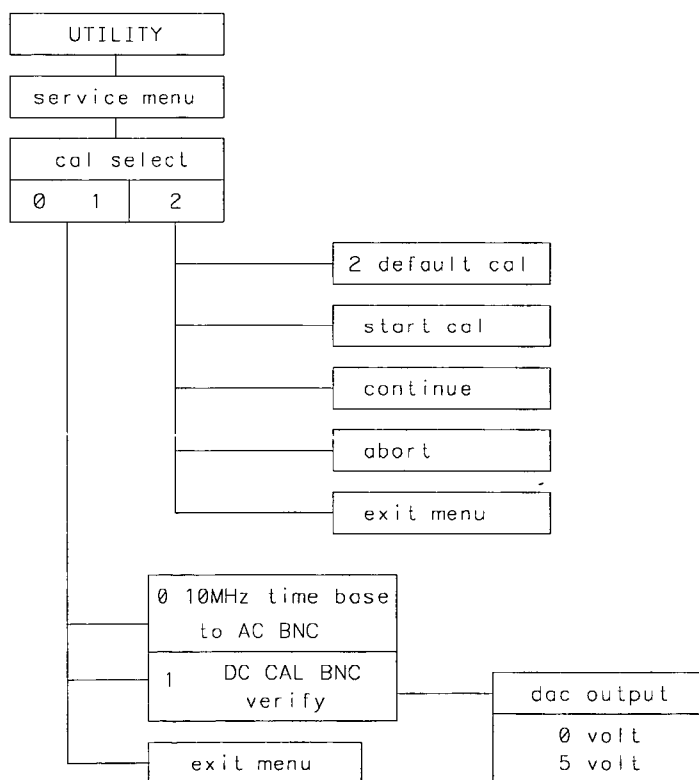 UTILITY
service menu
cal select
0 1 2
2 default cal
start cal
continue
abort
exit menu
0 10MHz time base
to AC BNC
1 DC CAL BNC
verify
exit menu
dac output
0 volt
5 volt